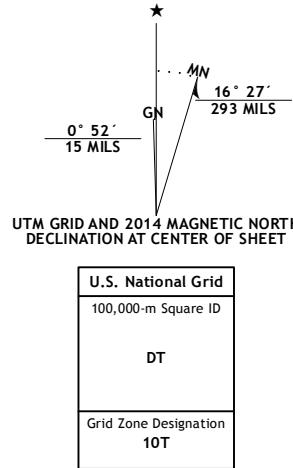 ★
MN
GN
16° 27´
293 MILS
0° 52´
15 MILS
UTM GRID AND 2014 MAGNETIC NORTH
DECLINATION AT CENTER OF SHEET
U.S. National Grid
100,000-m Square ID
DT
Grid Zone Designation
10T